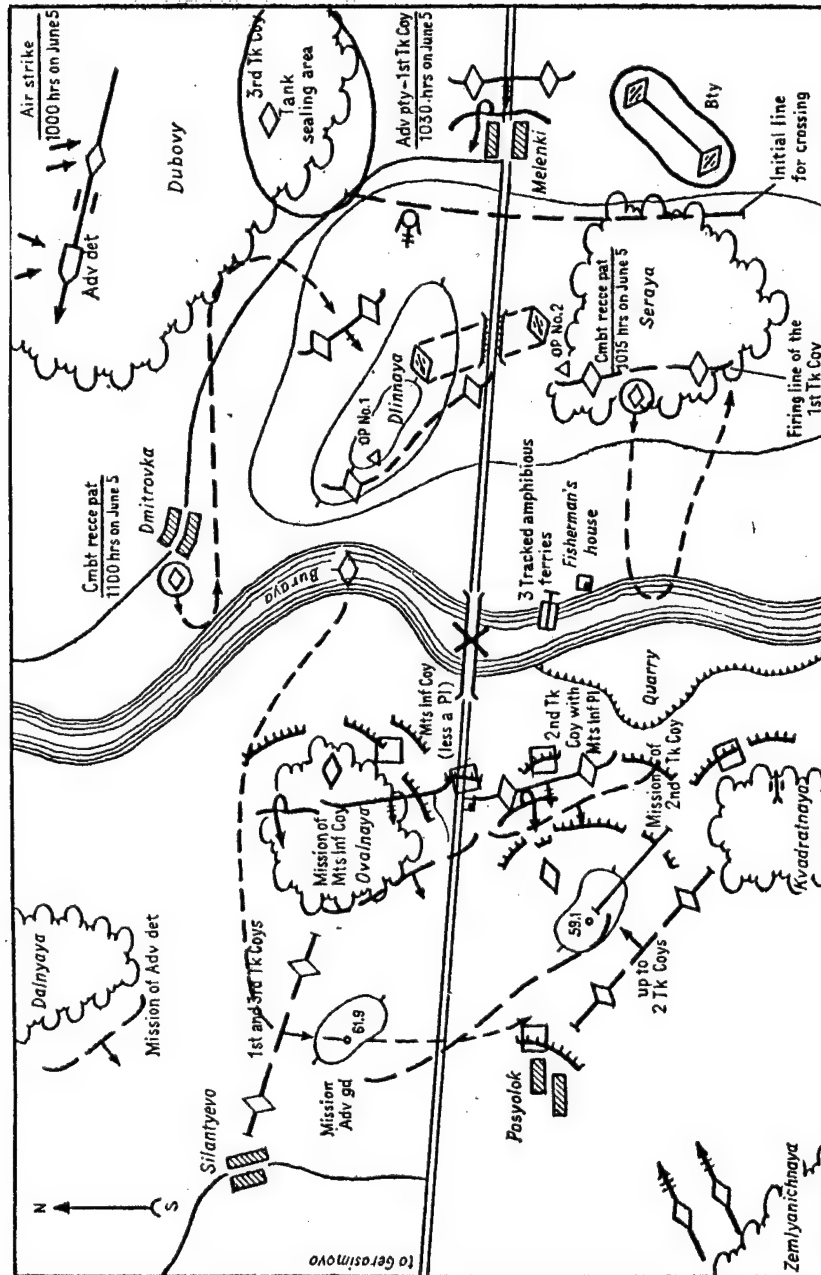 Air strike
1000 hrs on June 5
Adv det
Dubovy
3rd Tk Coy
Tank
sealing area
Adv pty-1st Tk Coy
1030 hrs on June 5
Melenki
Bty
Initial line
for crossing
Cmbt recce pat
1100 hrs on June 5
Dmitrovka
OP No.1
Dlinnaya
OP No.2
Cmbt recce pat
1015 hrs on June 5
Seraya
Firing line of the
1st Tk Coy
Buraya
3 Tracked amphibious
ferries
Fisherman's
house
Quarry
Mts Inf Coy
(less a Pl)
2nd Tk
Coy with
Mts Inf Pl
Mission of
2nd Tk Coy
Kvadratnaya
Mission of
Mts Inf Coy
Ovalnaya
Dalnyaya
Mission of Adv det
1st and 3rd Tk Coys
61.9
59.1
up to
2 Tk Coys
Mission
Adv gd
Posyolok
Silantyevo
N
S
to Gerasimovo
Zemlyanichnaya